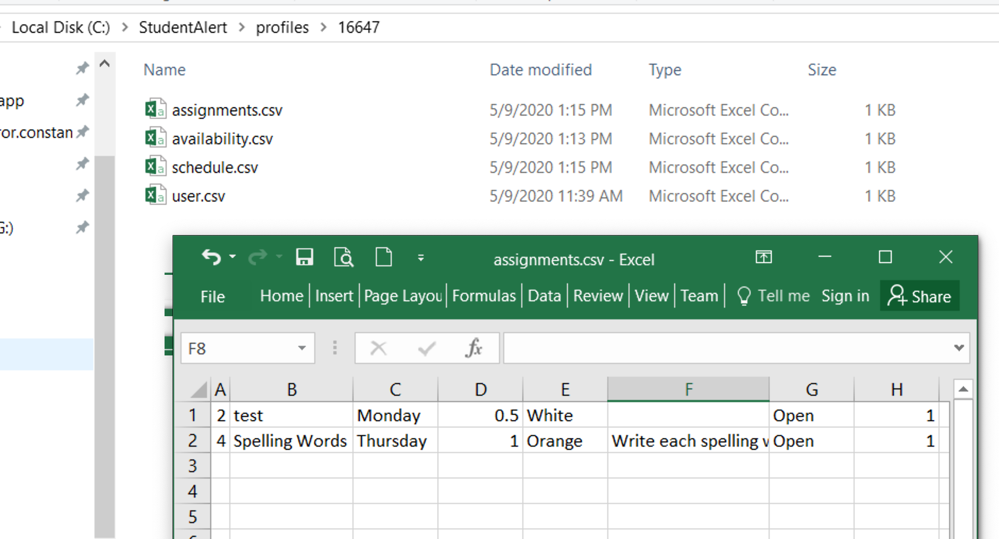 Local Disk (C:) > StudentAlert > profiles > 16647
Name Date modified Type Size
app
ror.constan
G:)
assignments.csv 5/9/2020 1:15 PM Microsoft Excel Co... 1 KB
availability.csv 5/9/2020 1:13 PM Microsoft Excel Co... 1 KB
schedule.csv 5/9/2020 1:15 PM Microsoft Excel Co... 1 KB
user.csv 5/9/2020 11:39 AM Microsoft Excel Co... 1 KB
assignments.csv - Excel
File Home Insert Page Layou Formulas Data Review View Team Tell me Sign in Share
F8 fx
A B C D E F G H
1 2 test Monday 0.5 White Open 1
2 4 Spelling Words Thursday 1 Orange Write each spelling w Open 1
3
4
5